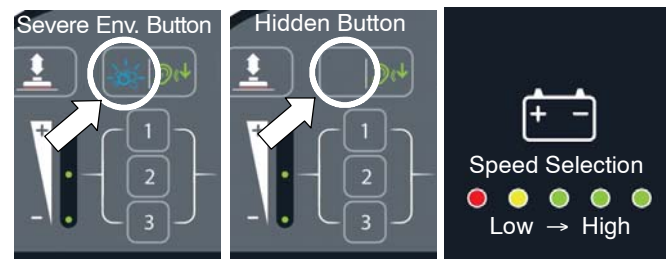 Severe Env. Button
+
1
2
3
−
Hidden Button
+
1
2
3
−
+ −
Speed Selection
Low → High